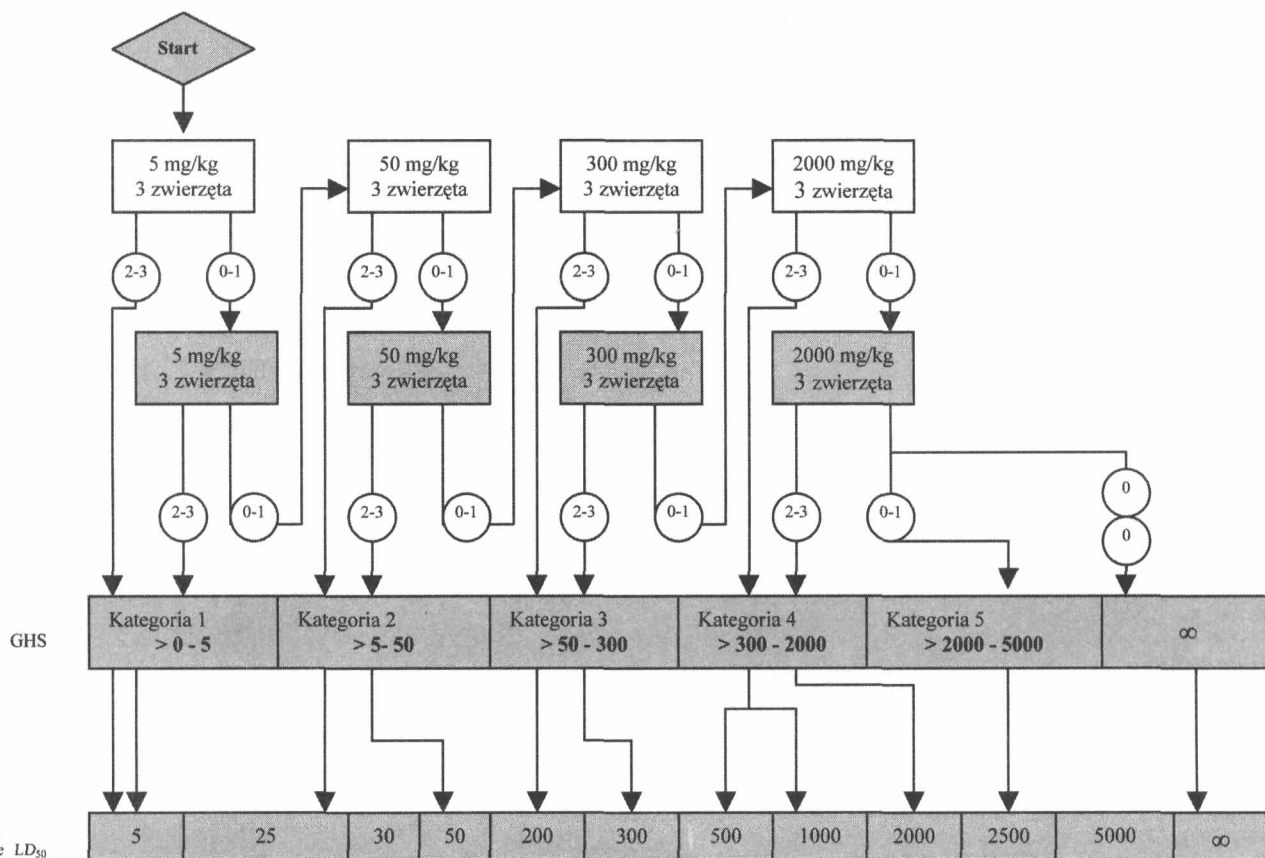 Start
5 mg/kg
3 zwierzęta
50 mg/kg
3 zwierzęta
300 mg/kg
3 zwierzęta
2000 mg/kg
3 zwierzęta
2-3
0-1
2-3
0-1
2-3
0-1
2-3
0-1
5 mg/kg
3 zwierzęta
50 mg/kg
3 zwierzęta
300 mg/kg
3 zwierzęta
2000 mg/kg
3 zwierzęta
2-3
0-1
2-3
0-1
2-3
0-1
2-3
0-1
0
0
GHS
Kategoria 1
> 0 - 5
Kategoria 2
> 5- 50
Kategoria 3
> 50 - 300
Kategoria 4
> 300 - 2000
Kategoria 5
> 2000 - 5000
∞
e LD50
5
25
30
50
200
300
500
1000
2000
2500
5000
∞